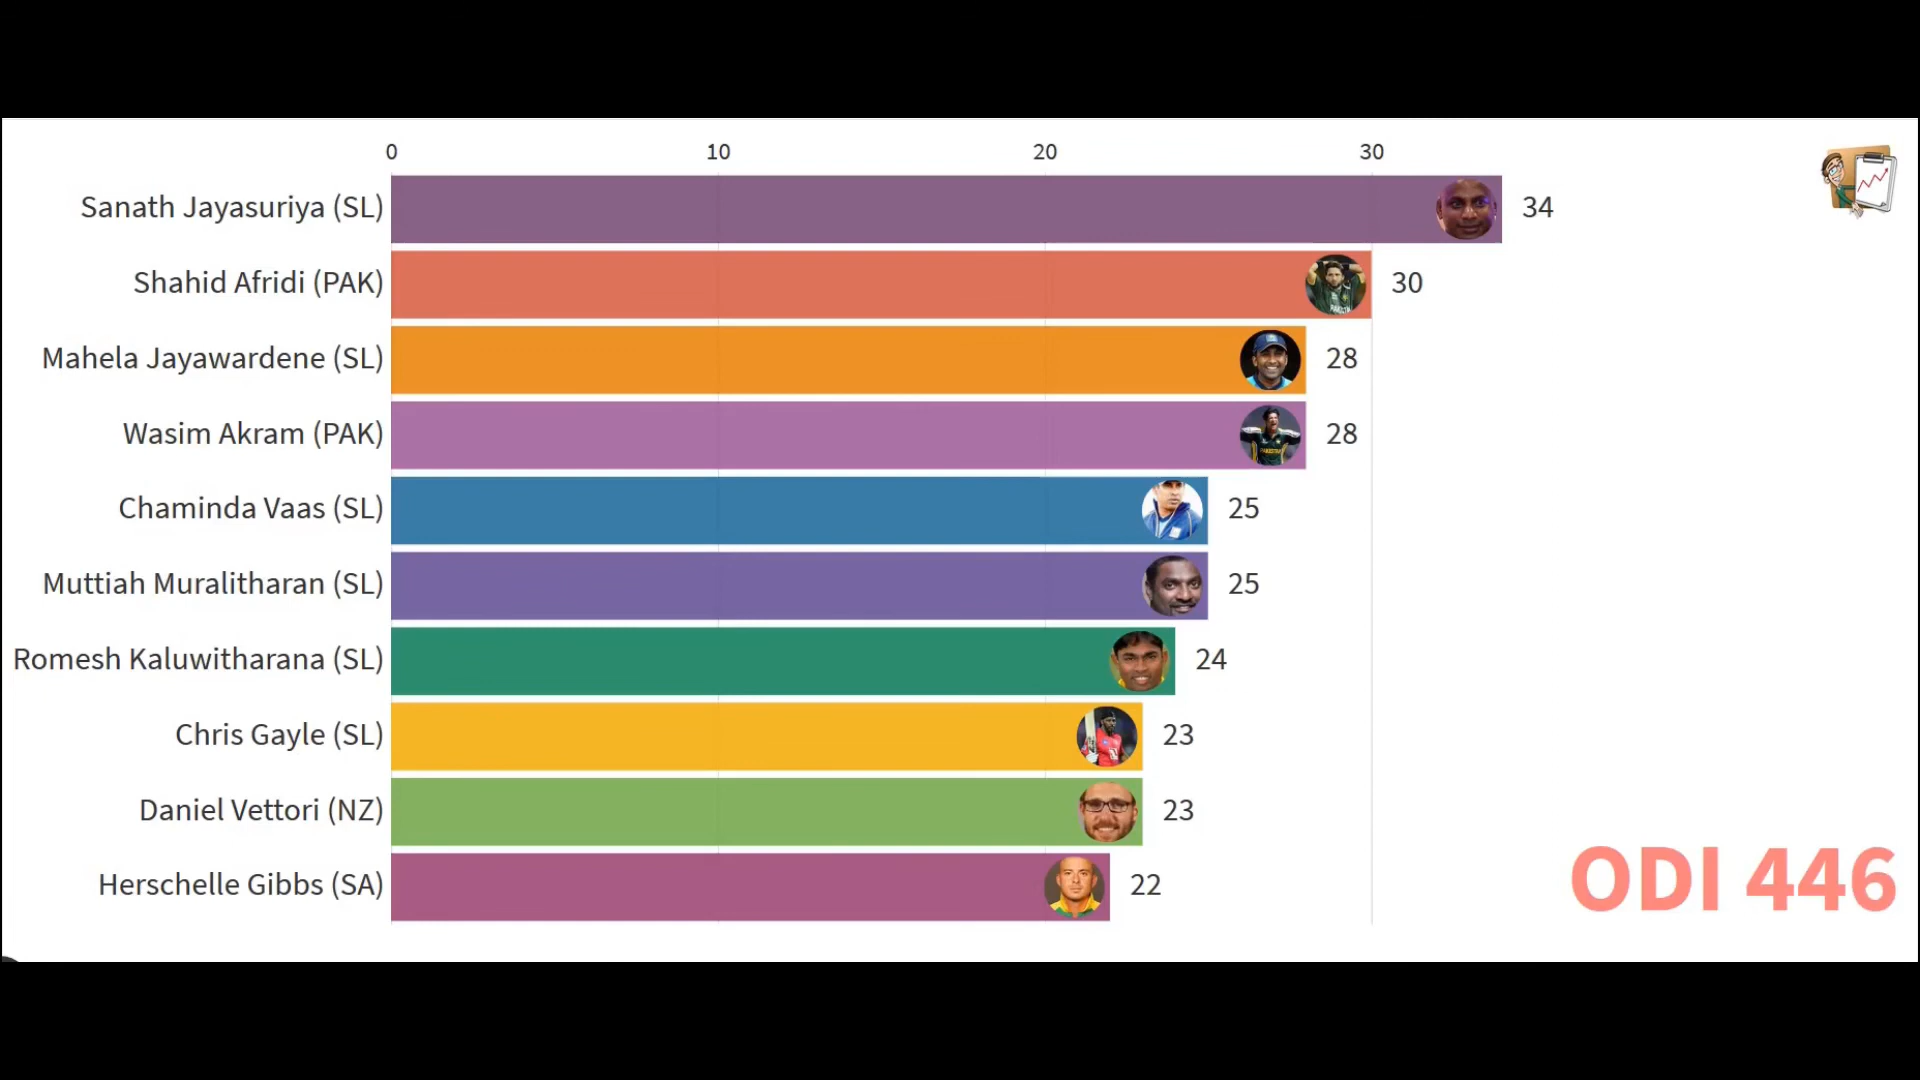 0 10 20 30
Sanath Jayasuriya (SL) 34
Shahid Afridi (PAK) 30
Mahela Jayawardene (SL) 28
Wasim Akram (PAK) 28
Chaminda Vaas (SL) 25
Muttiah Muralitharan (SL) 25
Romesh Kaluwitharana (SL) 24
Chris Gayle (SL) 23
Daniel Vettori (NZ) 23
Herschelle Gibbs (SA) 22
ODI 446